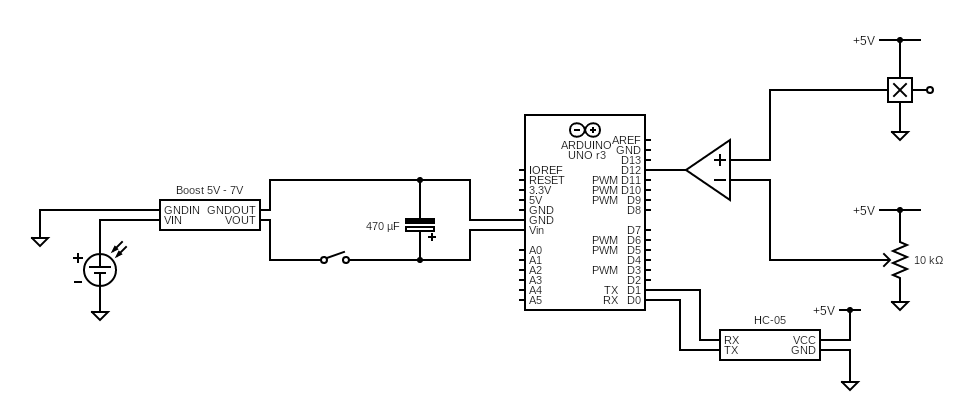 +5V
ARDUINO
UNO r3
AREF
GND
D13
IOREF
D12
RESET
PWM D11
3.3V
PWM D10
5V
PWM D9
GND
D8
GND
Vin
D7
PWM D6
A0
PWM D5
A1
D4
A2
PWM D3
A3
D2
A4
TX D1
A5
RX D0
Boost 5V - 7V
GNDIN GNDOUT
VIN VOUT
470 µF
+5V
10 kΩ
+5V
HC-05
RX VCC
TX GND